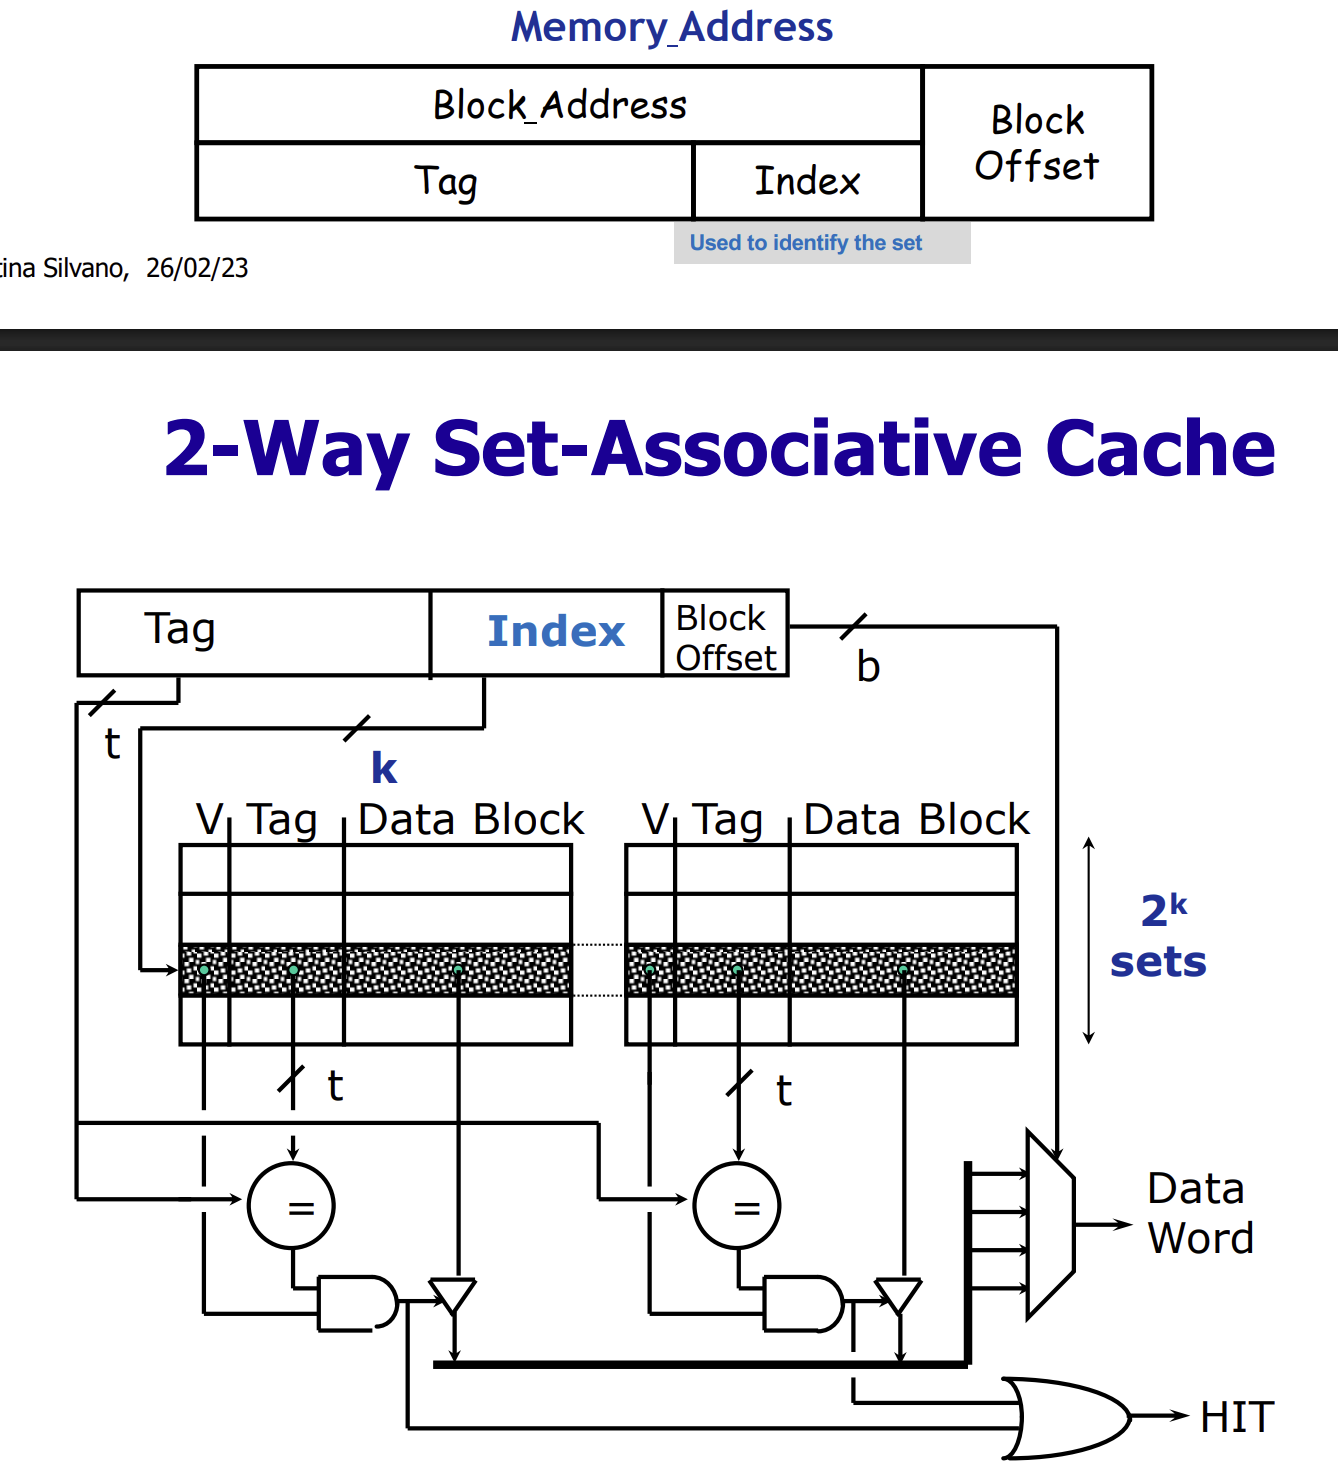 Memory_Address
Block_Address
Block
Offset
Tag
Index
Used to identify the set
tina Silvano, 26/02/23
2-Way Set-Associative Cache
Tag
Index
Block
Offset
b
t
k
V
Tag
Data Block
V
Tag
Data Block
2ᵏ
sets
t
t
=
=
Data
Word
HIT